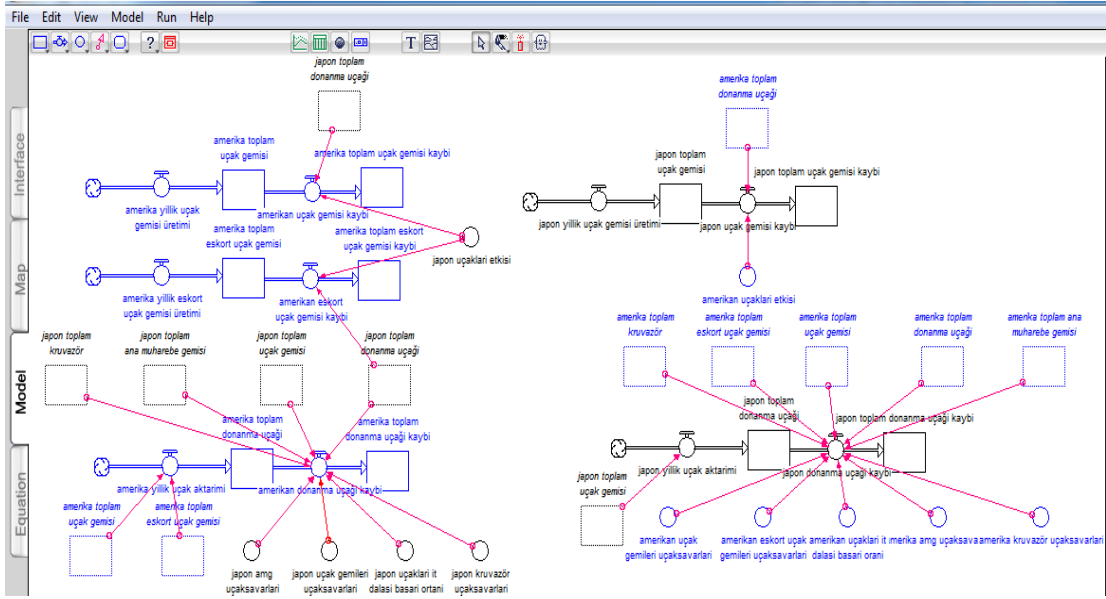 File Edit View Model Run Help
Interface
Map
Model
Equation
japon toplam
donanma uçaği
amerika toplam
uçak gemisi
amerika toplam uçak gemisi kaybi
amerika yillik uçak
gemisi üretimi
amerikan uçak gemisi kaybi
amerika toplam
eskort uçak gemisi
amerika toplam eskort
uçak gemisi kaybi
japon uçaklari etkisi
amerika yillik eskort
uçak gemisi üretimi
amerikan eskort
uçak gemisi kaybi
japon toplam
kruvazör
japon toplam
ana muharebe gemisi
japon toplam
uçak gemisi
japon toplam
donanma uçaği
amerika toplam
donanma uçaği
amerika toplam
donanma uçaği kaybi
amerika yillik uçak aktarimi
amerikan donanma uçaği kaybi
amerika toplam
uçak gemisi
amerika toplam
eskort uçak gemisi
japon amg
uçaksavarlari
japon uçak gemileri
uçaksavarlari
japon uçaklari it
dalasi basari ortani
japon kruvazör
uçaksavarlari
amerika toplam
donanma uçaği
japon toplam
uçak gemisi
japon toplam uçak gemisi kaybi
japon yillik uçak gemisi üretimi
japon uçak gemisi kaybi
amerikan uçaklari etkisi
amerika toplam
kruvazör
amerika toplam
eskort uçak gemisi
amerika toplam
uçak gemisi
amerika toplam
donanma uçaği
amerika toplam ana
muharebe gemisi
japon toplam
donanma uçaği
japon toplam donanma uçaği kaybi
japon yillik uçak aktarimi
japon donanma uçaği kaybi
japon toplam
uçak gemisi
amerikan uçak
gemileri uçaksavarlari
amerikan eskort uçak
gemileri uçaksavarlari
amerikan uçaklari it
dalasi basari orani
merika amg uçaksava
amerika kruvazör uçaksavarlari